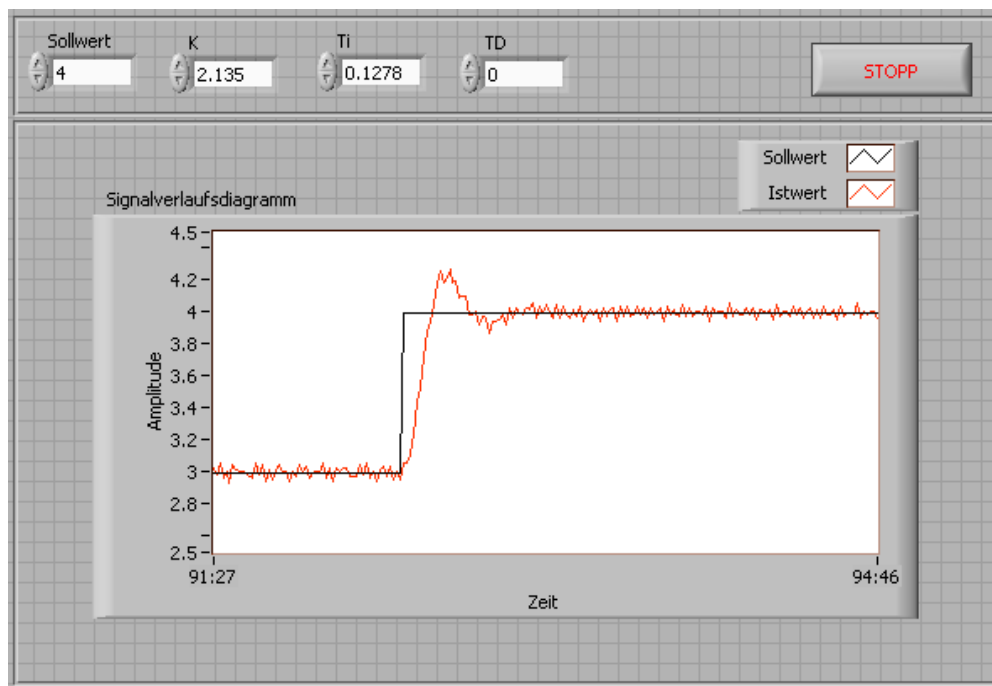 Sollwert K Ti TD
4 2.135 0.1278 0 STOPP
Sollwert
Istwert
Signalverlaufsdiagramm
4.5
4.2
4
3.8
3.6
3.4
3.2
3
2.8
2.5
Amplitude
91:27 94:46
Zeit